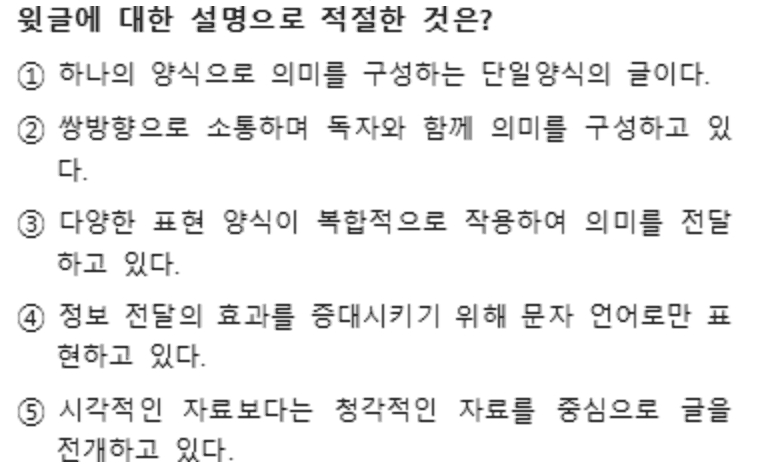 윗글에 대한 설명으로 적절한 것은?
① 하나의 양식으로 의미를 구성하는 단일양식의 글이다.
② 쌍방향으로 소통하며 독자와 함께 의미를 구성하고 있
다.
③ 다양한 표현 양식이 복합적으로 작용하여 의미를 전달
하고 있다.
④ 정보 전달의 효과를 증대시키기 위해 문자 언어로만 표
현하고 있다.
⑤ 시각적인 자료보다는 청각적인 자료를 중심으로 글을
전개하고 있다.